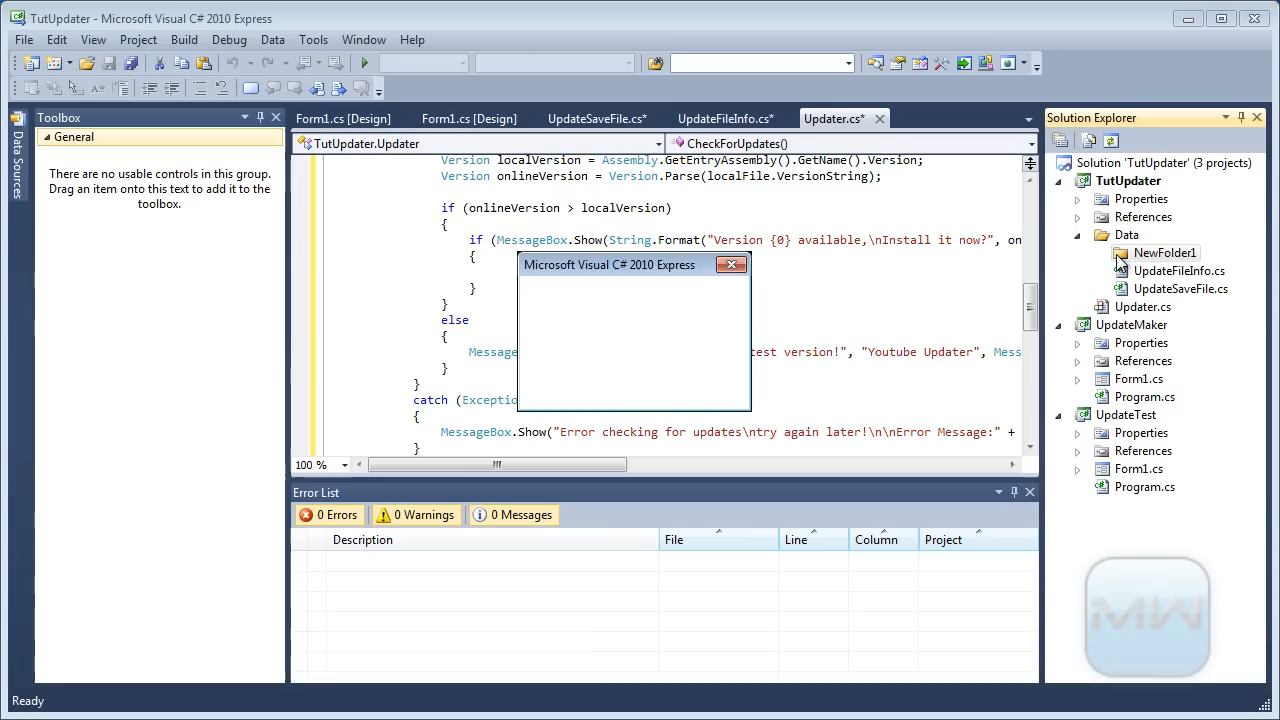 TutUpdater - Microsoft Visual C# 2010 Express
File Edit View Project Build Debug Data Tools Window Help
Toolbox
General
There are no usable controls in this group.
Drag an item onto this text to add it to the
toolbox.
Data Sources
Form1.cs [Design] Form1.cs [Design] UpdateSaveFile.cs* UpdateFileInfo.cs* Updater.cs*
TutUpdater.Updater CheckForUpdates()
Version localVersion = Assembly.GetEntryAssembly().GetName().Version;
Version onlineVersion = Version.Parse(localFile.VersionString);
if (onlineVersion > localVersion)
{
if (MessageBox.Show(String.Format("Version {0} available,\nInstall it now?", on
{
}
}
else
{
Message test version!", "Youtube Updater", Mess
}
}
catch (Exceptio
{
MessageBox.Show("Error checking for updates\ntry again later!\n\nError Message:" +
}
100 %
Microsoft Visual C# 2010 Express
Error List
0 Errors 0 Warnings 0 Messages
Description File Line Column Project
Solution Explorer
Solution 'TutUpdater' (3 projects)
TutUpdater
Properties
References
Data
NewFolder1
UpdateFileInfo.cs
UpdateSaveFile.cs
Updater.cs
UpdateMaker
Properties
References
Form1.cs
Program.cs
UpdateTest
Properties
References
Form1.cs
Program.cs
MW
Ready